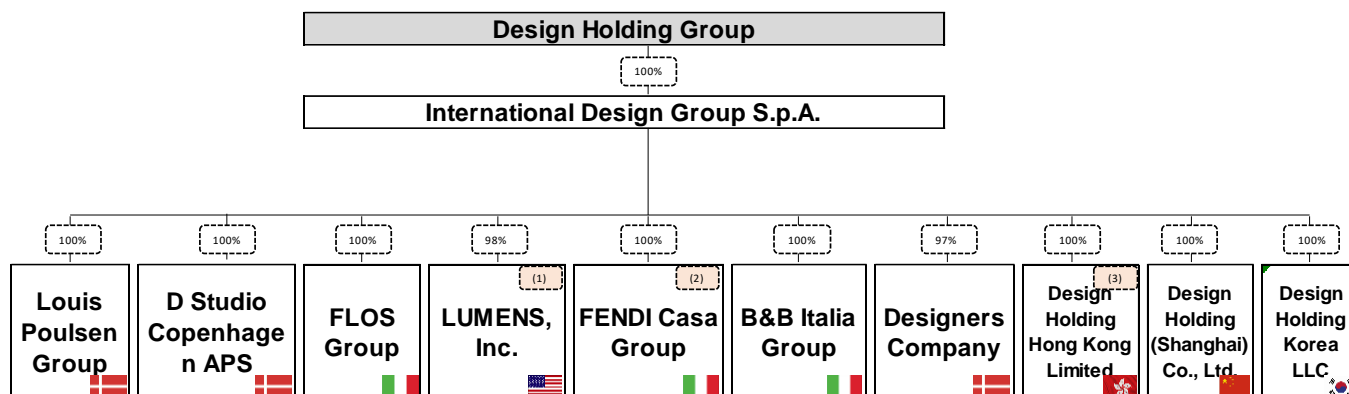 Design Holding Group
100%
International Design Group S.p.A.
100%
100%
100%
98%
100%
100%
97%
100%
100%
100%
Louis
Poulsen
Group
D Studio
Copenhage
n APS
FLOS
Group
(1)
LUMENS,
Inc.
(2)
FENDI Casa
Group
B&B Italia
Group
Designers
Company
(3)
Design
Holding
Hong Kong
Limited
Design
Holding
(Shanghai)
Co., Ltd.
Design
Holding
Korea
LLC